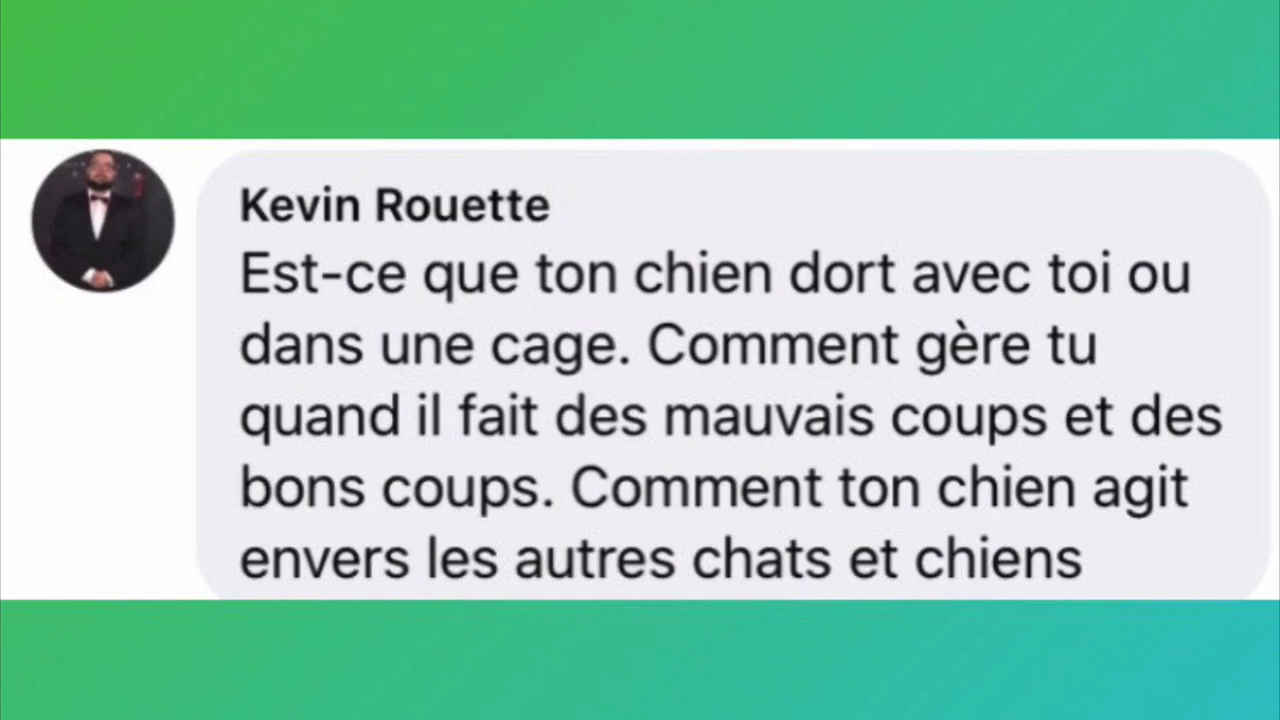 Kevin Rouette
Est-ce que ton chien dort avec toi ou
dans une cage. Comment gère tu
quand il fait des mauvais coups et des
bons coups. Comment ton chien agit
envers les autres chats et chiens